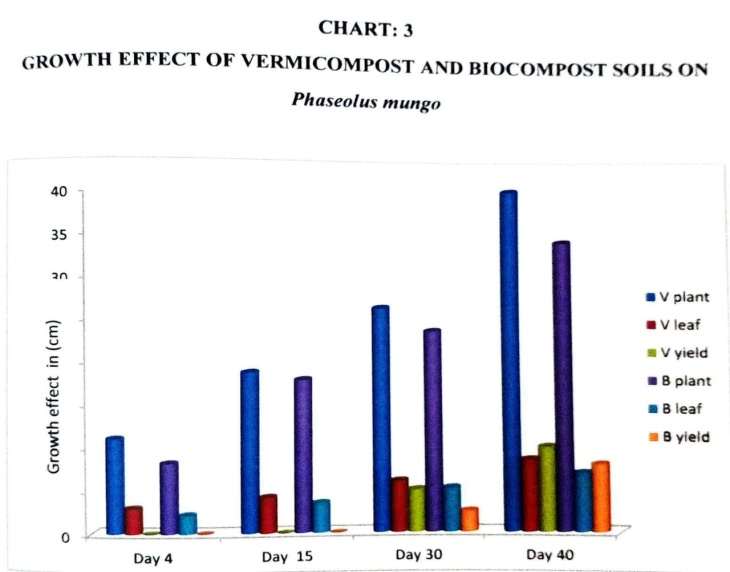 CHART: 3
GROWTH EFFECT OF VERMICOMPOST AND BIOCOMPOST SOILS ON
Phaseolus mungo
40
35
30
0
Growth effect in (cm)
Day 4
Day 15
Day 30
Day 40
V plant
V leaf
V yield
B plant
B leaf
B yield